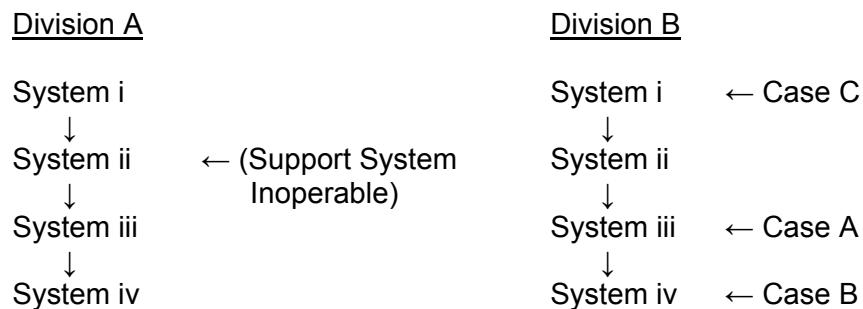 Division A Division B
System i System i ← Case C
↓ ↓
System ii ← (Support System System ii
Inoperable)
↓ ↓
System iii System iii ← Case A
↓ ↓
System iv System iv ← Case B